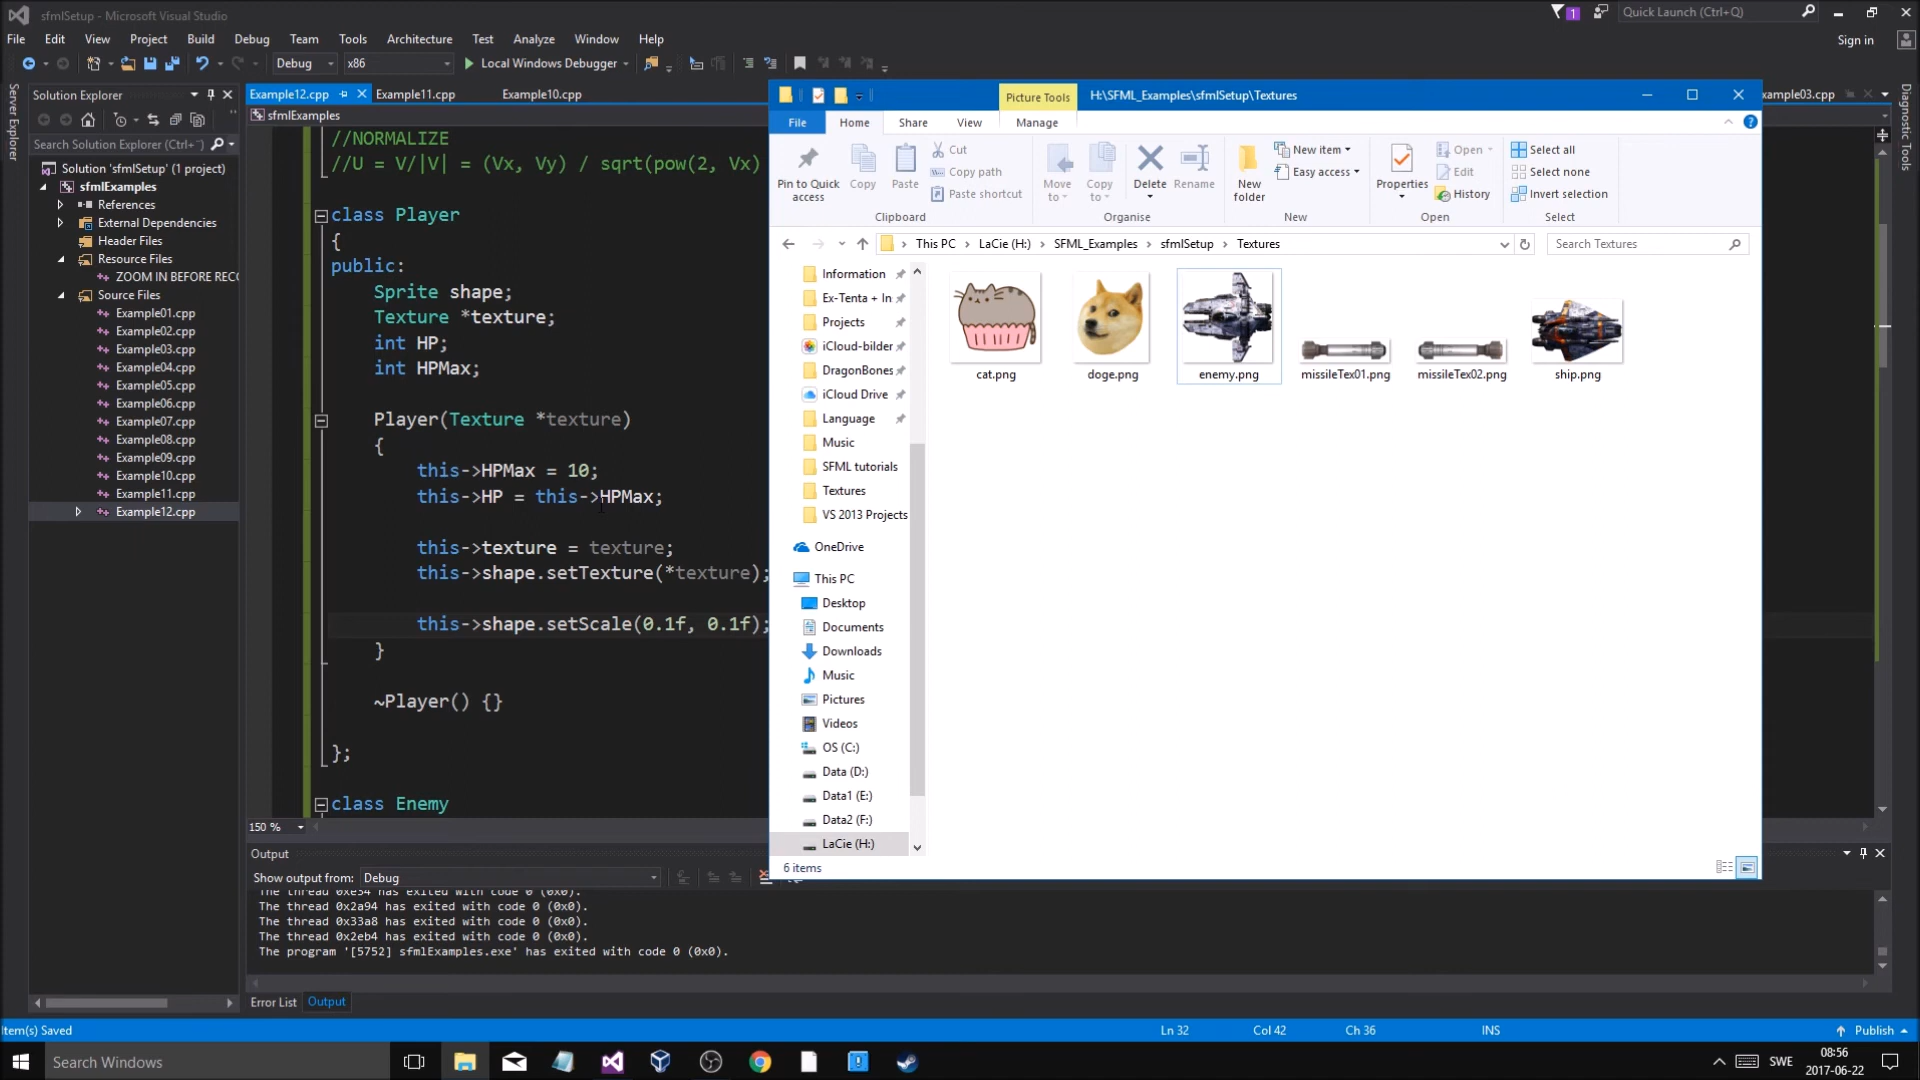 sfmlSetup - Microsoft Visual Studio
1
Quick Launch (Ctrl+Q)
File Edit View Project Build Debug Team Tools Architecture Test Analyze Window Help
Sign in
Debug x86 Local Windows Debugger
Server Explorer
Solution Explorer
Search Solution Explorer (Ctrl+
Solution 'sfmlSetup' (1 project)
sfmlExamples
References
External Dependencies
Header Files
Resource Files
ZOOM IN BEFORE REC
Source Files
Example01.cpp
Example02.cpp
Example03.cpp
Example04.cpp
Example05.cpp
Example06.cpp
Example07.cpp
Example08.cpp
Example09.cpp
Example10.cpp
Example11.cpp
Example12.cpp
Example12.cpp Example11.cpp Example10.cpp
xample03.cpp
Diagnostic Tools
sfmlExamples
//NORMALIZE
//U = V/|V| = (Vx, Vy) / sqrt(pow(2, Vx)
class Player
{
public:
Sprite shape;
Texture *texture;
int HP;
int HPMax;
Player(Texture *texture)
{
this->HPMax = 10;
this->HP = this->HPMax;
this->texture = texture;
this->shape.setTexture(*texture);
this->shape.setScale(0.1f, 0.1f);
}
~Player() {}
};
class Enemy
150 %
Picture Tools
H:\SFML_Examples\sfmlSetup\Textures
File Home Share View Manage
Pin to Quick access
Copy
Paste
Cut
Copy path
Paste shortcut
Clipboard
Move to
Copy to
Delete
Rename
Organise
New folder
New item
Easy access
New
Properties
Open
Edit
History
Open
Select all
Select none
Invert selection
Select
This PC LaCie (H:) SFML_Examples sfmlSetup Textures
Search Textures
Information
Ex-Tenta + In
Projects
iCloud-bilder
DragonBones
iCloud Drive
Language
Music
SFML tutorials
Textures
VS 2013 Projects
OneDrive
This PC
Desktop
Documents
Downloads
Music
Pictures
Videos
OS (C:)
Data (D:)
Data1 (E:)
Data2 (F:)
LaCie (H:)
cat.png
doge.png
enemy.png
missileTex01.png
missileTex02.png
ship.png
6 items
Output
Show output from: Debug
The thread 0xe54 has exited with code 0 (0x0).
The thread 0x2a94 has exited with code 0 (0x0).
The thread 0x33a8 has exited with code 0 (0x0).
The thread 0x2eb4 has exited with code 0 (0x0).
The program '[5752] sfmlExamples.exe' has exited with code 0 (0x0).
Error List Output
Item(s) Saved
Ln 32 Col 42 Ch 36 INS
Publish
Search Windows
SWE
08:56
2017-06-22